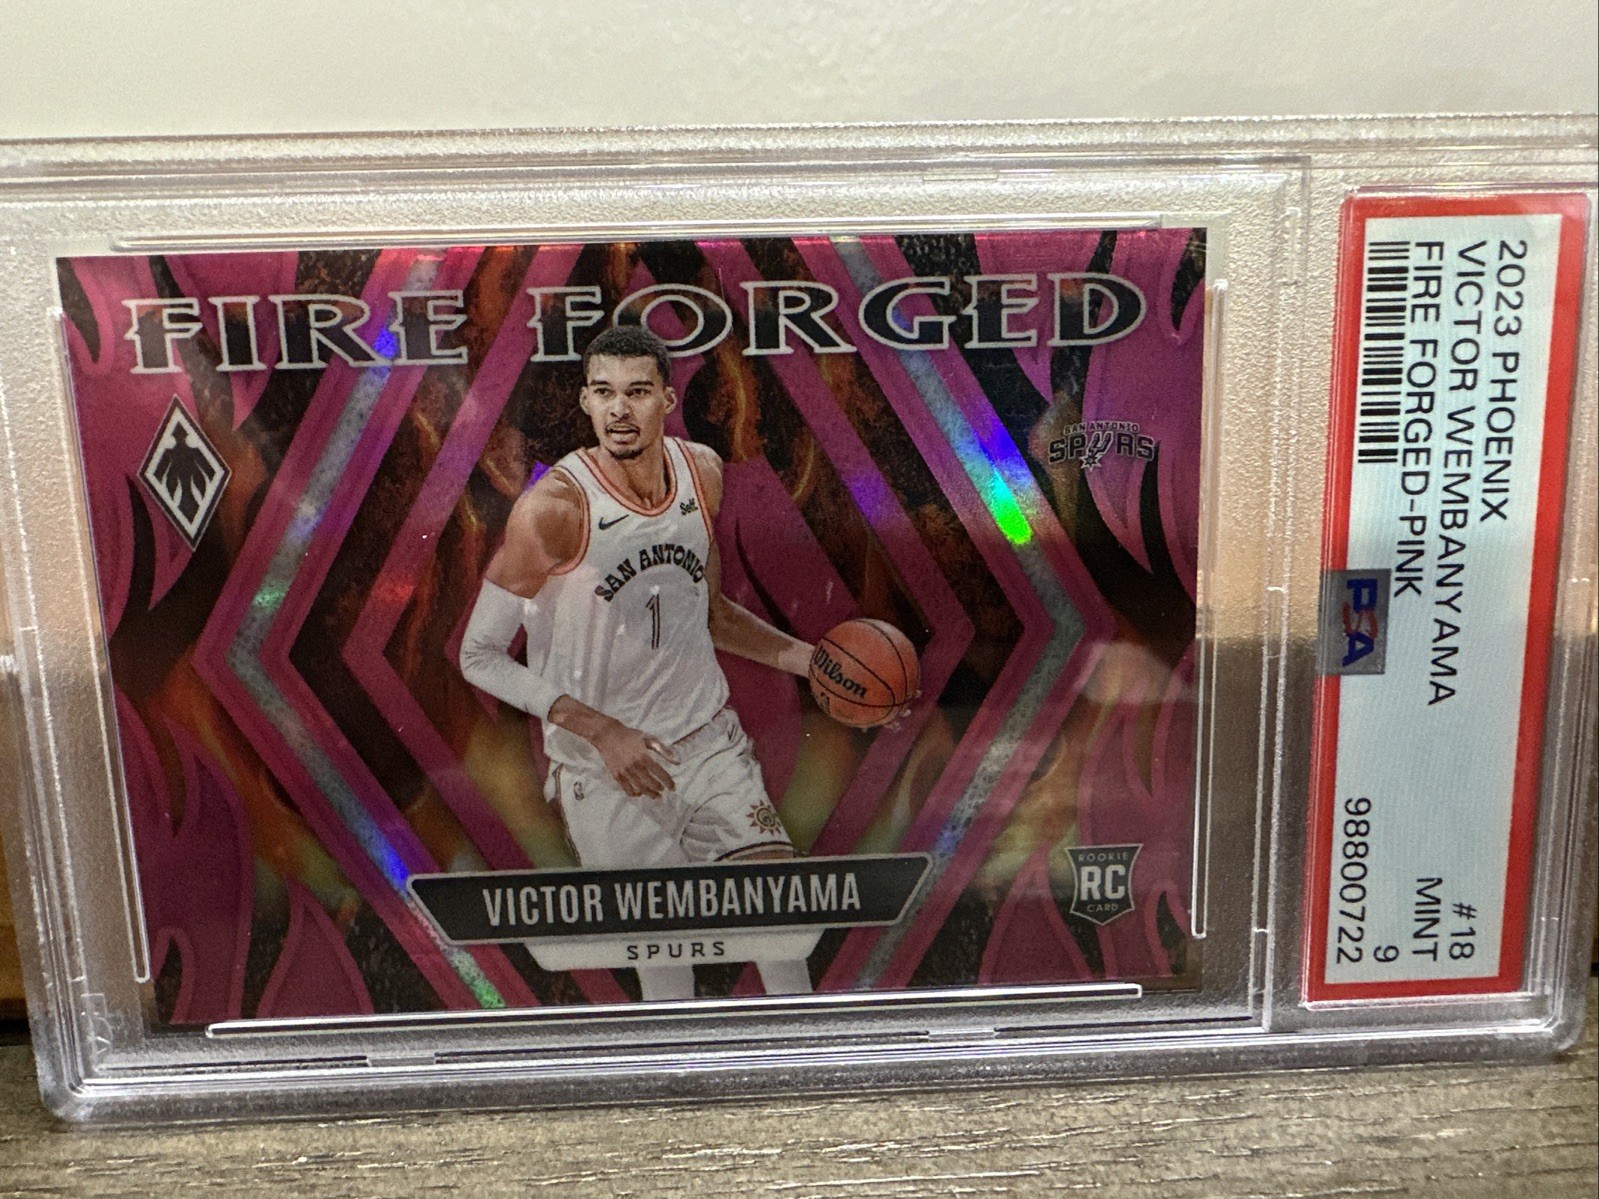 FIRE FORGED
SAN ANTONIO
SPURS
Self
SAN ANTONIO
1
Wilson
VICTOR WEMBANYAMA
SPURS
ROOKIE
RC
CARD
2023 PHOENIX #18
VICTOR WEMBANYAMA MINT
FIRE FORGED-PINK 9
PSA 98800722